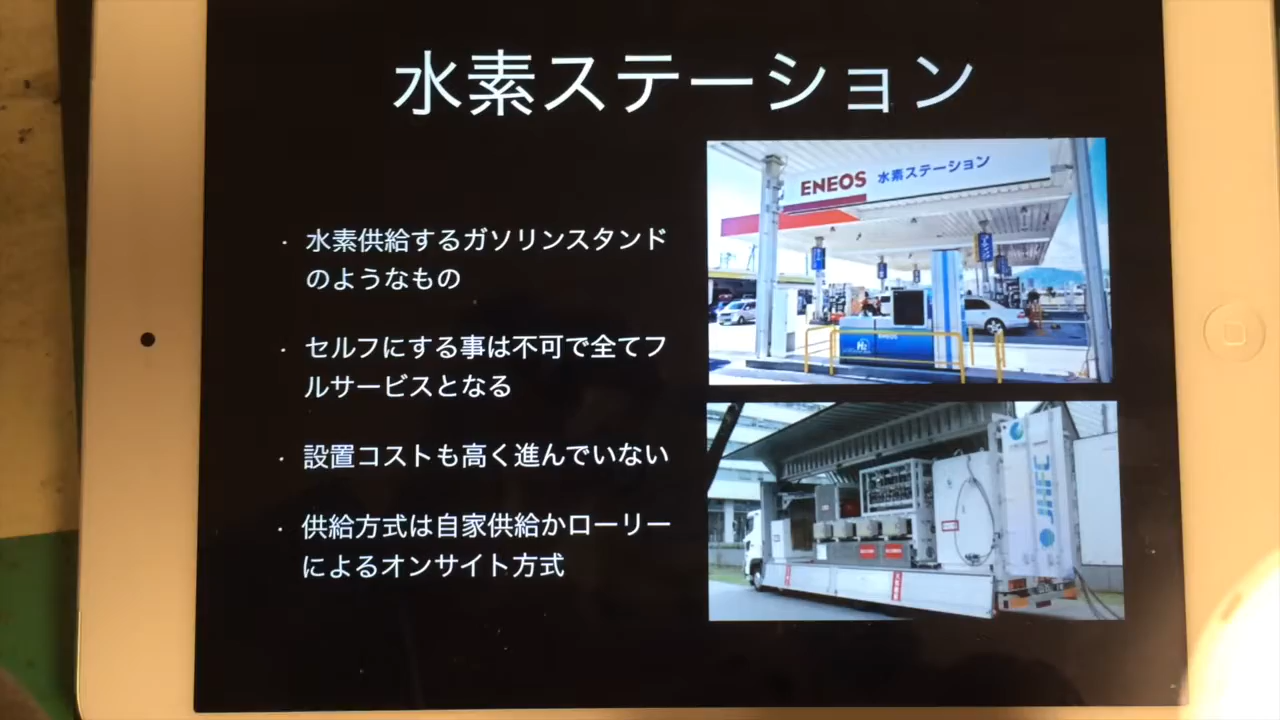 水素ステーション
・水素供給するガソリンスタンド
のようなもの
・セルフにする事は不可で全てフ
ルサービスとなる
・設置コストも高く進んでいない
・供給方式は自家供給かローリー
によるオンサイト方式
ENEOS 水素ステーション
ENEOS
H2
JHFC